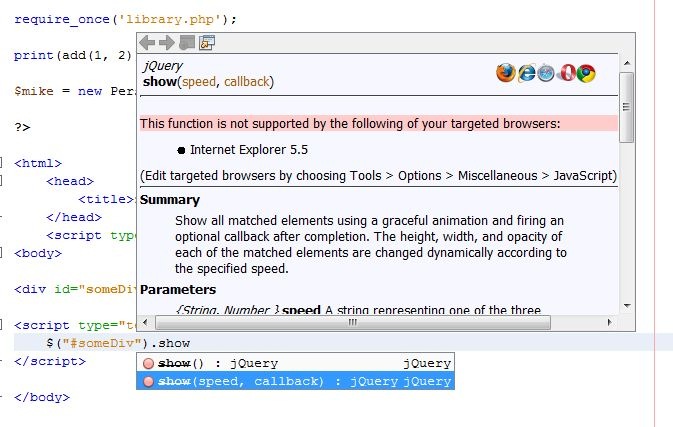 require_once('library.php');
print(add(1, 2)
$mike = new Per
?>
<html>
<head>
<title>
</head>
<script typ
<body>
<div id="someDi
<script type="t
$("#someDiv").show
</script>
</body>
jQuery
show(speed, callback)
This function is not supported by the following of your targeted browsers:
● Internet Explorer 5.5
(Edit targeted browsers by choosing Tools > Options > Miscellaneous > JavaScript)
Summary
Show all matched elements using a graceful animation and firing an
optional callback after completion. The height, width, and opacity of
each of the matched elements are changed dynamically according to
the specified speed.
Parameters
{String, Number } speed A string representing one of the three
show() : jQuery jQuery
show(speed, callback) : jQuery jQuery